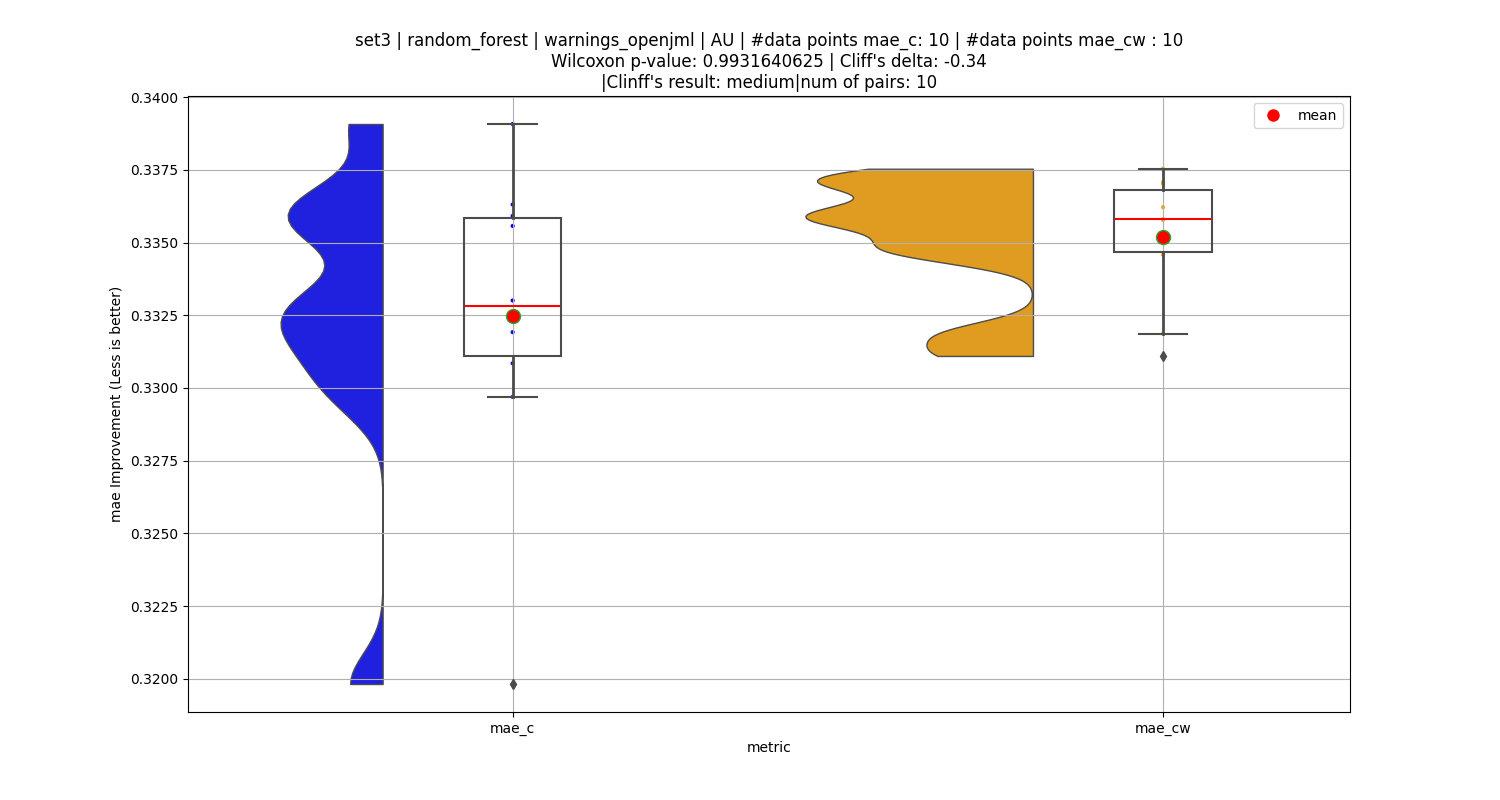 set3 | random_forest | warnings_openjml | AU | #data points mae_c: 10 | #data points mae_cw : 10
Wilcoxon p-value: 0.9931640625 | Cliff's delta: -0.34
|Clinff's result: medium|num of pairs: 10
mean
mae Improvement (Less is better)
0.3400
0.3375
0.3350
0.3325
0.3300
0.3275
0.3250
0.3225
0.3200
mae_c
mae_cw
metric